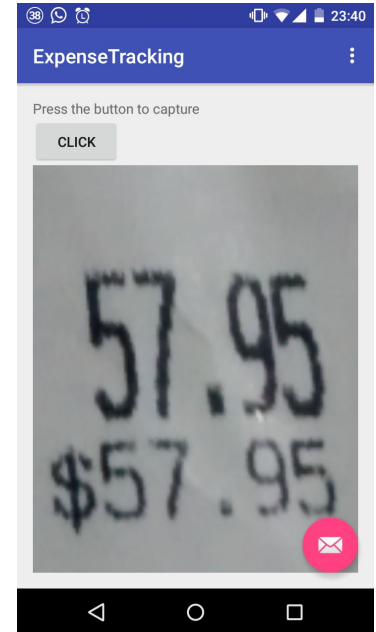 38 23:40
ExpenseTracking
Press the button to capture
CLICK
57.95
$57.95